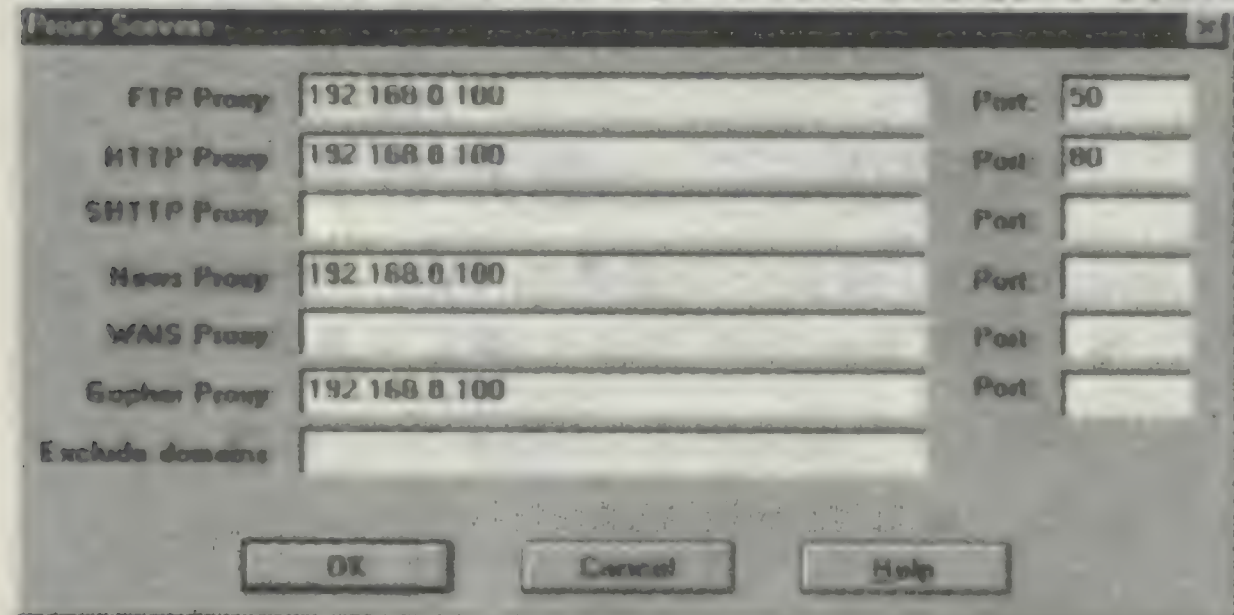 Proxy Servers
FTP Proxy 192.168.0.100 Port: 50
HTTP Proxy 192.168.0.100 Port: 80
SHTTP Proxy Port:
News Proxy 192.168.0.100 Port:
WAIS Proxy Port:
Gopher Proxy 192.168.0.100 Port:
Exclude domains
OK Cancel Help